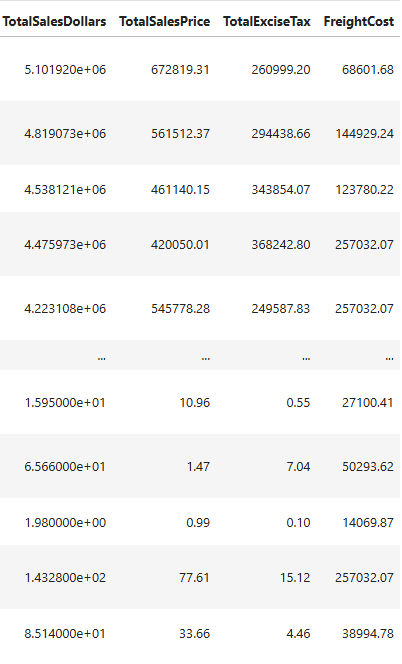 TotalSalesDollars TotalSalesPrice TotalExciseTax FreightCost
5.101920e+06 672819.31 260999.20 68601.68
4.819073e+06 561512.37 294438.66 144929.24
4.538121e+06 461140.15 343854.07 123780.22
4.475973e+06 420050.01 368242.80 257032.07
4.223108e+06 545778.28 249587.83 257032.07
... ... ... ...
1.595000e+01 10.96 0.55 27100.41
6.566000e+01 1.47 7.04 50293.62
1.980000e+00 0.99 0.10 14069.87
1.432800e+02 77.61 15.12 257032.07
8.514000e+01 33.66 4.46 38994.78